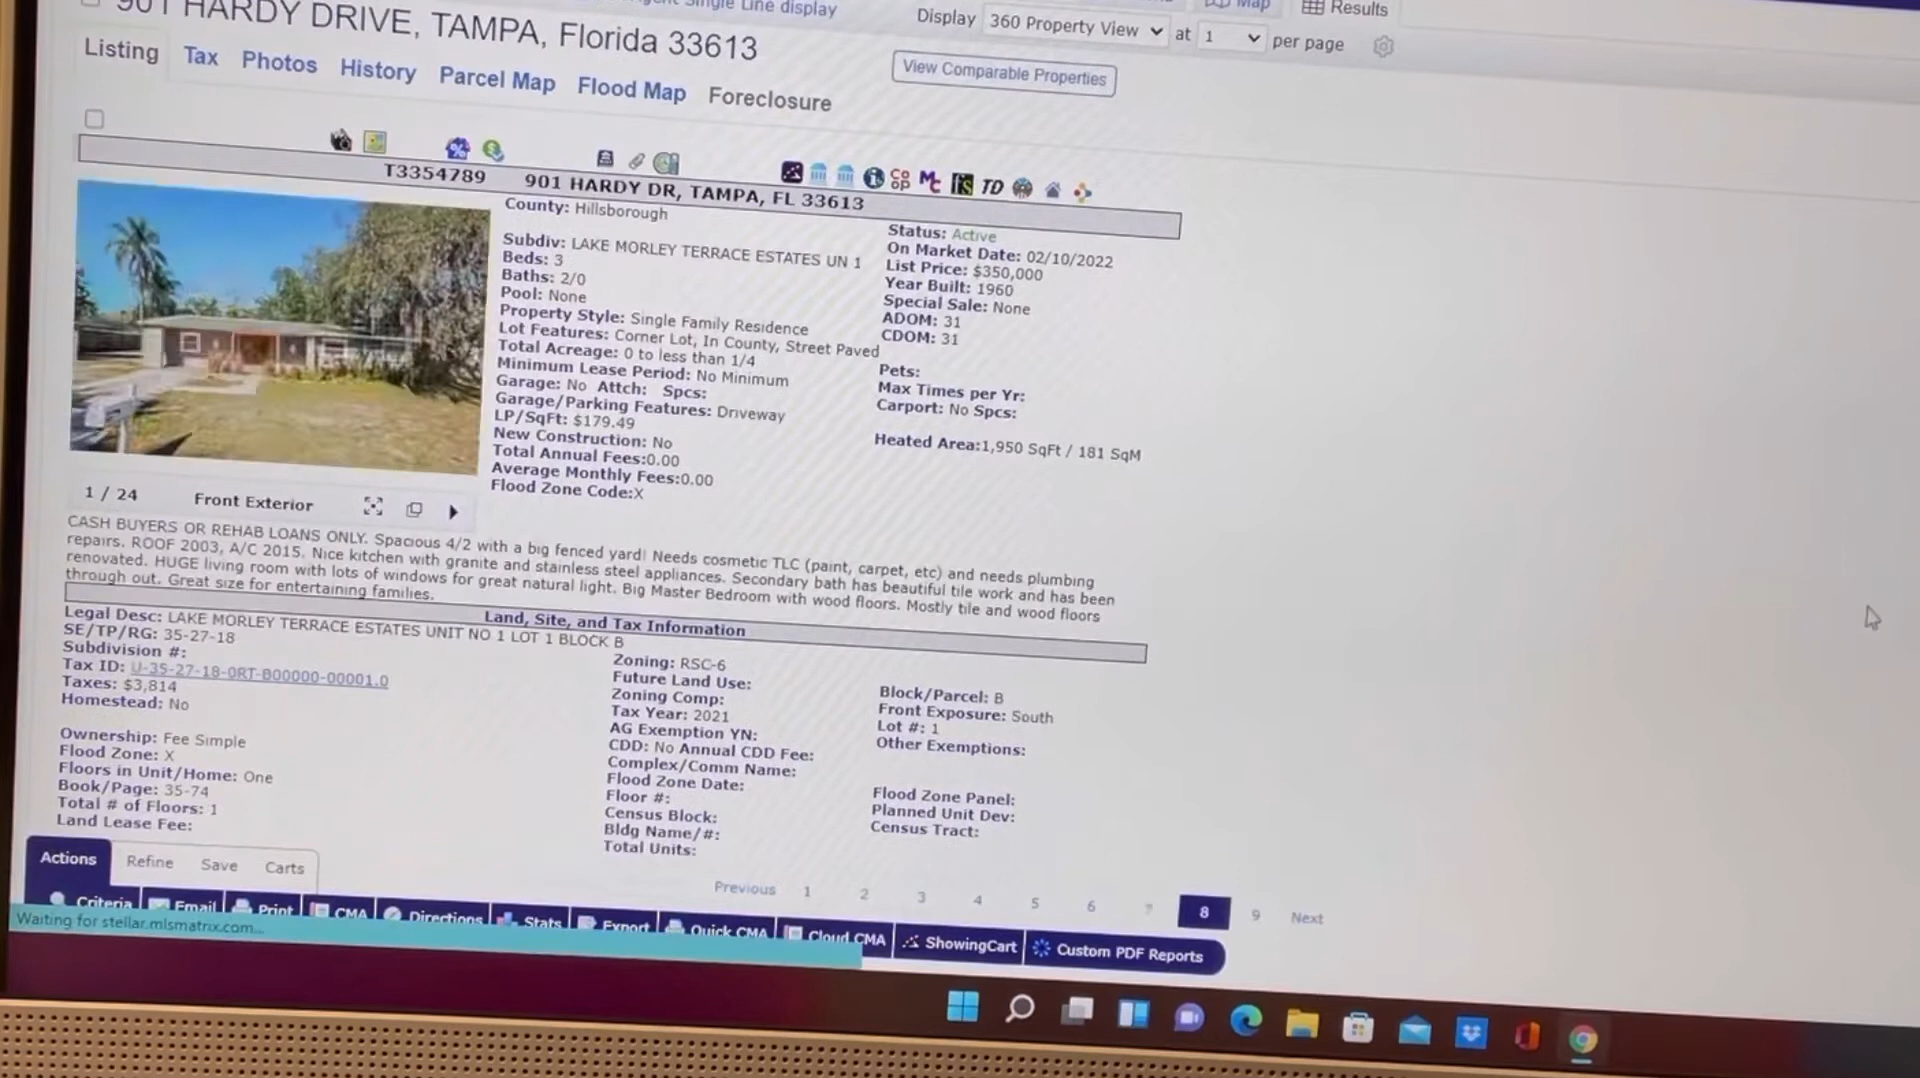 Single Line display
Map
Results
901 HARDY DRIVE, TAMPA, Florida 33613
Display 360 Property View at 1 per page
Listing Tax Photos History Parcel Map Flood Map Foreclosure
View Comparable Properties
T3354789 901 HARDY DR, TAMPA, FL 33613
County: Hillsborough
Subdiv: LAKE MORLEY TERRACE ESTATES UN 1
Beds: 3
Baths: 2/0
Pool: None
Property Style: Single Family Residence
Lot Features: Corner Lot, In County, Street Paved
Total Acreage: 0 to less than 1/4
Minimum Lease Period: No Minimum
Garage: No Attch: Spcs:
Garage/Parking Features: Driveway
LP/SqFt: $179.49
New Construction: No
Total Annual Fees:0.00
Average Monthly Fees:0.00
Flood Zone Code:X
Status: Active
On Market Date: 02/10/2022
List Price: $350,000
Year Built: 1960
Special Sale: None
ADOM: 31
CDOM: 31
Pets:
Max Times per Yr:
Carport: No Spcs:
Heated Area:1,950 SqFt / 181 SqM
1 / 24 Front Exterior
CASH BUYERS OR REHAB LOANS ONLY. Spacious 4/2 with a big fenced yard! Needs cosmetic TLC (paint, carpet, etc) and needs plumbing
repairs. ROOF 2003, A/C 2015. Nice kitchen with granite and stainless steel appliances. Secondary bath has beautiful tile work and has been
renovated. HUGE living room with lots of windows for great natural light. Big Master Bedroom with wood floors. Mostly tile and wood floors
through out. Great size for entertaining families.
Land, Site, and Tax Information
Legal Desc: LAKE MORLEY TERRACE ESTATES UNIT NO 1 LOT 1 BLOCK B
SE/TP/RG: 35-27-18
Subdivision #:
Tax ID: U-35-27-18-0RT-B00000-00001.0
Taxes: $3,814
Homestead: No
Ownership: Fee Simple
Flood Zone: X
Floors in Unit/Home: One
Book/Page: 35-74
Total # of Floors: 1
Land Lease Fee:
Zoning: RSC-6
Future Land Use:
Zoning Comp:
Tax Year: 2021
AG Exemption YN:
CDD: No Annual CDD Fee:
Complex/Comm Name:
Flood Zone Date:
Floor #:
Census Block:
Bldg Name/#:
Total Units:
Block/Parcel: B
Front Exposure: South
Lot #: 1
Other Exemptions:
Flood Zone Panel:
Planned Unit Dev:
Census Tract:
Actions Refine Save Carts
Previous 1 2 3 4 5 6 7 8 9 Next
Criteria Email Print CMA Directions Stats Export Quick CMA Cloud CMA ShowingCart Custom PDF Reports
Waiting for stellar.mlsmatrix.com...